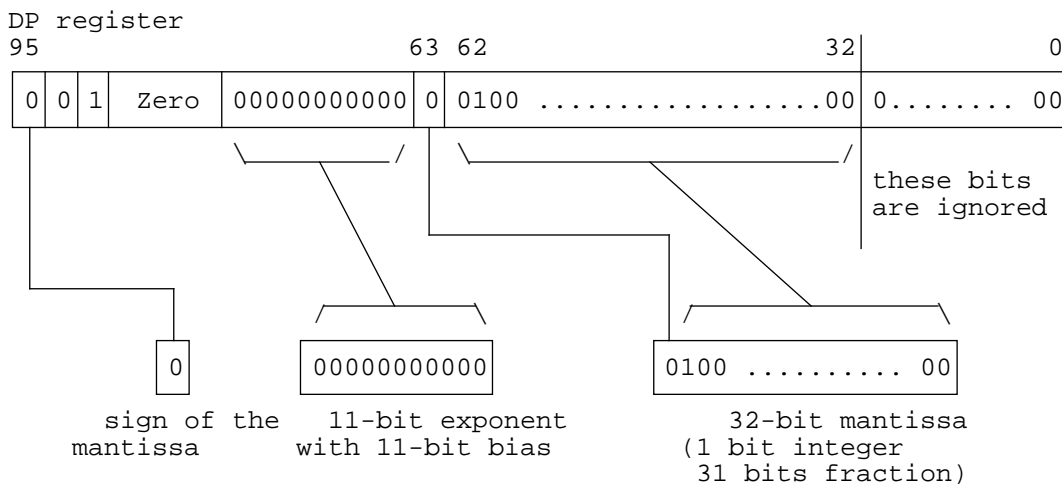 DP register
95 63 62 32 0
0 0 1 Zero 00000000000 0 0100 ...................00 0........ 00
these bits
are ignored
0 00000000000 0100 .......... 00
sign of the 11-bit exponent 32-bit mantissa
mantissa with 11-bit bias (1 bit integer
31 bits fraction)